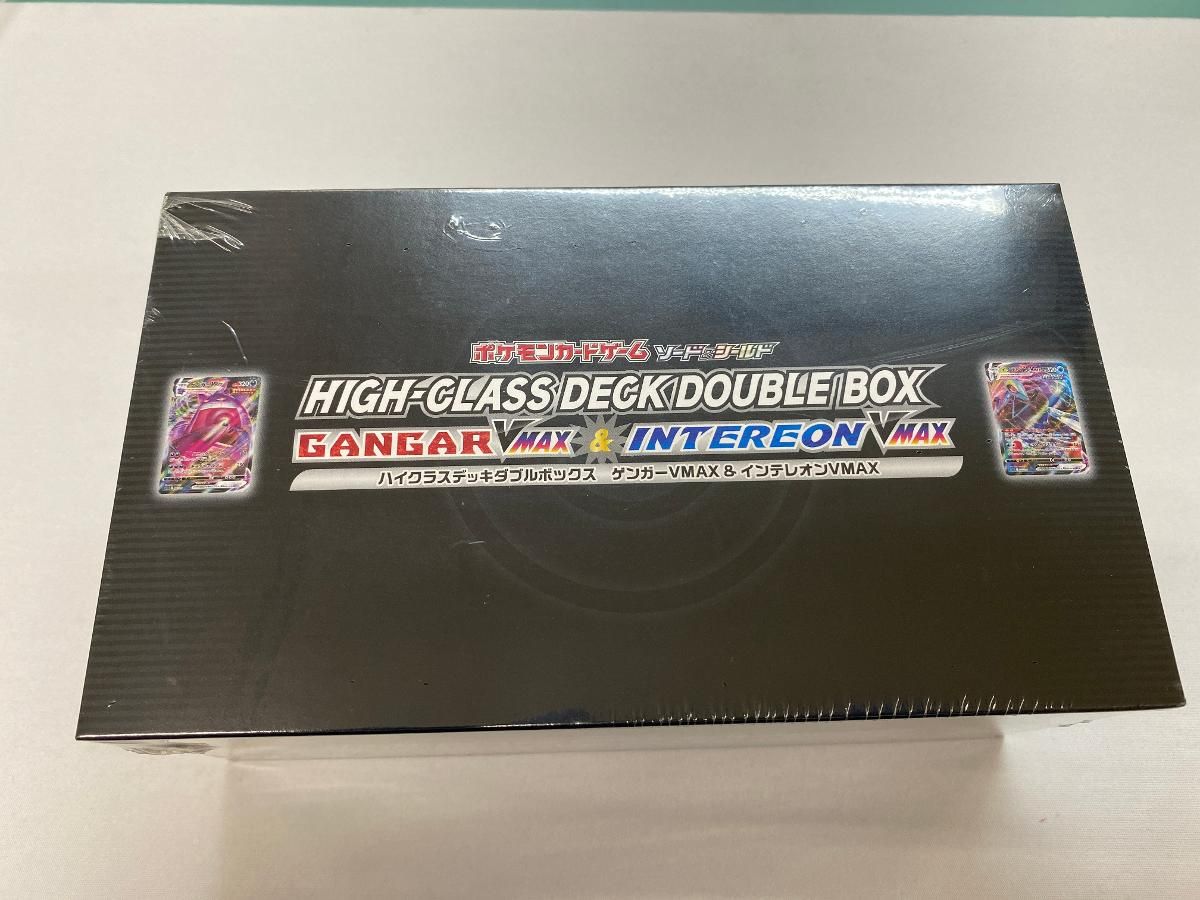 ポケモンカードゲーム ソード&シールド
HIGH-CLASS DECK DOUBLE BOX
GANGAR VMAX & INTEREON VMAX
ハイクラスデッキダブルボックス ゲンガーVMAX & インテレオンVMAX
320